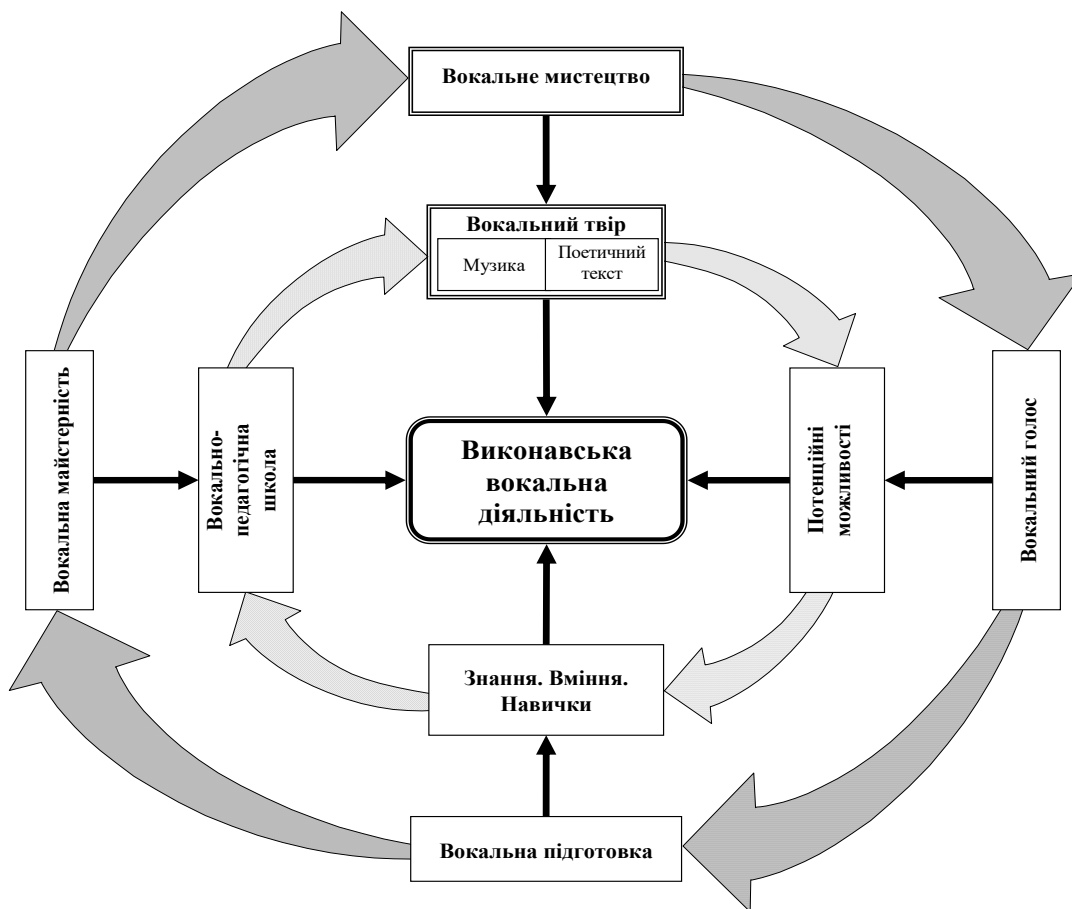 Вокальне мистецтво
Вокальний твір
Музика
Поетичний
текст
Вокальна майстерність
Вокально-
педагогічна
школа
Виконавська
вокальна
діяльність
Потенційні
можливості
Вокальний голос
Знання. Вміння.
Навички
Вокальна підготовка